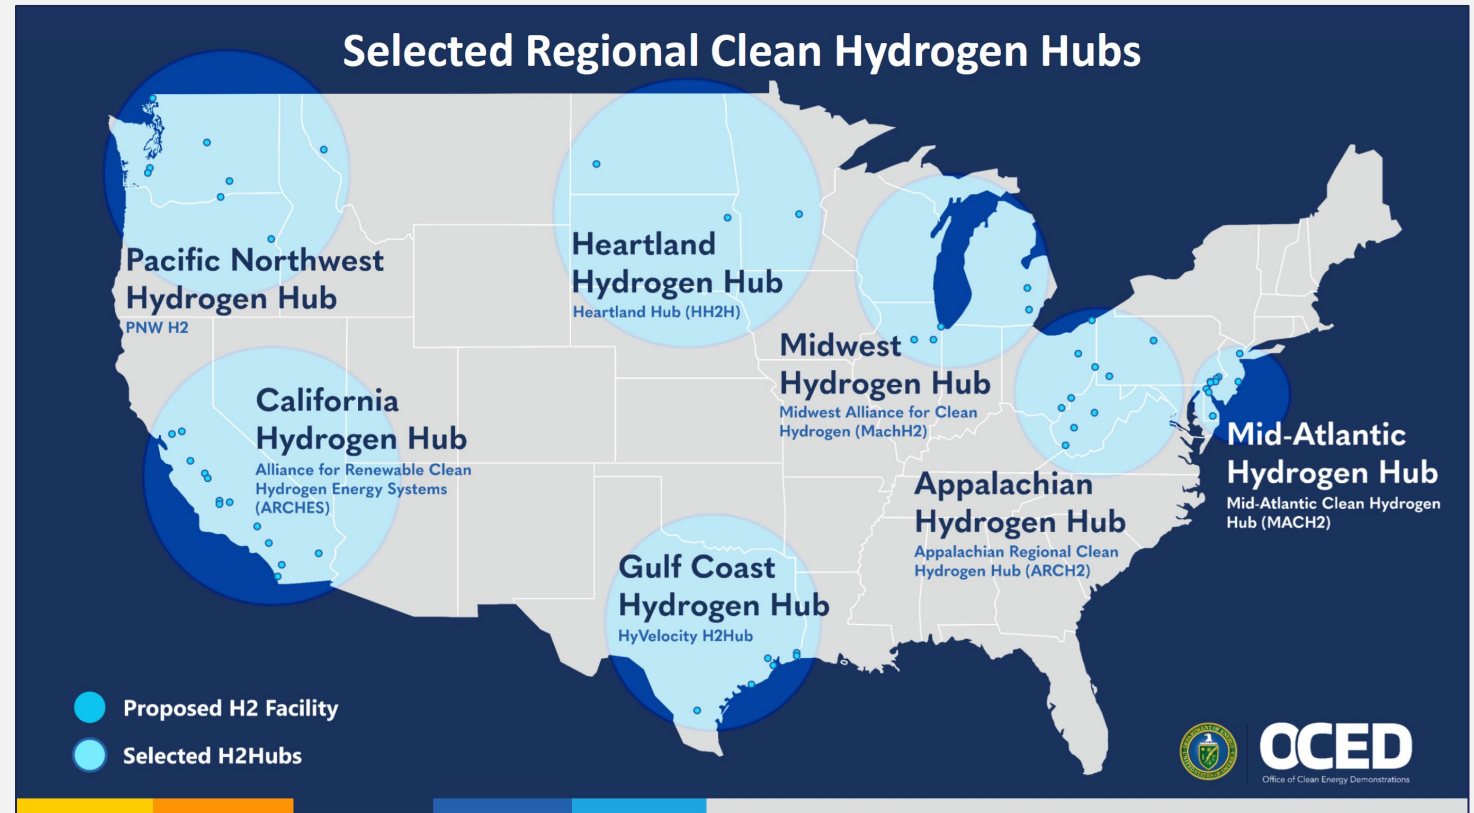 Selected Regional Clean Hydrogen Hubs
Pacific Northwest
Hydrogen Hub
PNW H2
Heartland
Hydrogen Hub
Heartland Hub (HH2H)
Midwest
Hydrogen Hub
Midwest Alliance for Clean
Hydrogen (MachH2)
California
Hydrogen Hub
Alliance for Renewable Clean
Hydrogen Energy Systems
(ARCHES)
Mid-Atlantic
Hydrogen Hub
Mid-Atlantic Clean Hydrogen
Hub (MACH2)
Appalachian
Hydrogen Hub
Appalachian Regional Clean
Hydrogen Hub (ARCH2)
Gulf Coast
Hydrogen Hub
HyVelocity H2Hub
Proposed H2 Facility
Selected H2Hubs
OCED
Office of Clean Energy Demonstrations